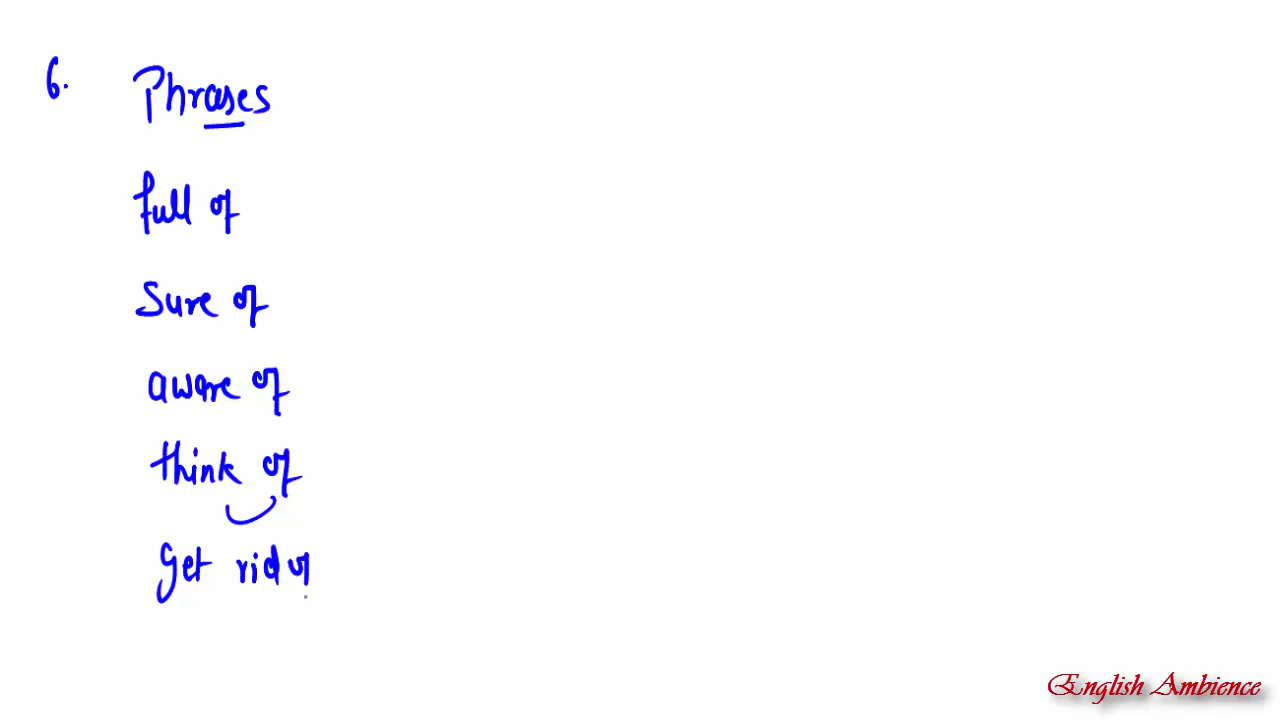 6. Phrases
full of
Sure of
aware of
think of
Get rid of
English Ambience